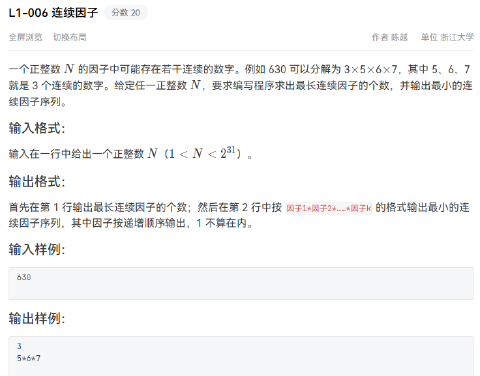 L1-006 连续因子 分数 20
全屏浏览 切换布局 作者 陈越 单位 浙江大学
一个正整数 N 的因子中可能存在若干连续的数字。例如 630 可以分解为 3×5×6×7，其中 5、6、7
就是 3 个连续的数字。给定任一正整数 N，要求编写程序求出最长连续因子的个数，并输出最小的连
续因子序列。
输入格式：
输入在一行中给出一个正整数 N（1 < N < 2³¹）。
输出格式：
首先在第 1 行输出最长连续因子的个数；然后在第 2 行中按 因子1*因子2*……*因子k 的格式输出最小的连
续因子序列，其中因子按递增顺序输出，1 不算在内。
输入样例：
630
输出样例：
3
5*6*7